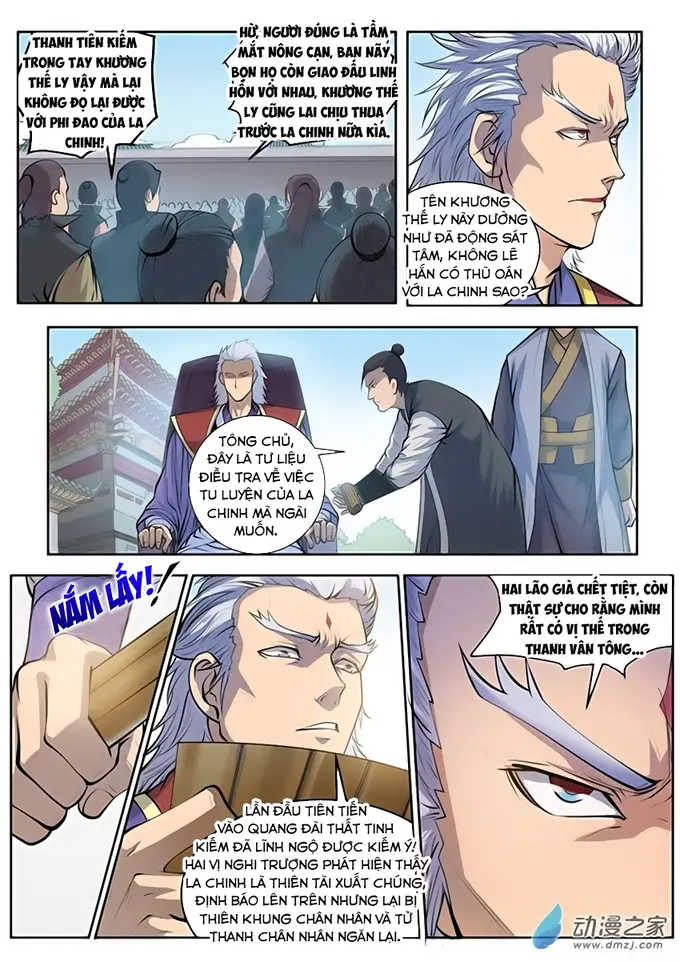 THANH TIÊN KIẾM
TRONG TAY KHƯƠNG
THẾ LY VẬY MÀ LẠI
KHÔNG ĐỌ LẠI ĐƯỢC
VỚI PHI ĐAO CỦA LA
CHINH!
HỪ, NGƯƠI ĐÚNG LÀ TẦM
MẮT NÔNG CẠN, BAN NÃY
BỌN HỌ CÒN GIAO ĐẤU LINH
HỒN VỚI NHAU, KHƯƠNG THẾ
LY CŨNG LẠI CHỊU THUA
TRƯỚC LA CHINH NỮA KÌA.
TÊN KHƯƠNG
THẾ LY NÀY DƯỜNG
NHƯ ĐÃ ĐỘNG SÁT
TÂM, KHÔNG LẼ
HẮN CÓ THÙ OÁN
VỚI LA CHINH SAO?
TÔNG CHỦ,
ĐÂY LÀ TƯ LIỆU
ĐIỀU TRA VỀ VIỆC
TU LUYỆN CỦA LA
CHINH MÀ NGÀI
MUỐN.
NẮM LẤY!
LẦN ĐẦU TIÊN TIẾN
VÀO QUANG ĐÀI THẤT TINH
KIẾM ĐÃ LĨNH NGỘ ĐƯỢC KIẾM Ý!
HAI VỊ NGHI TRƯỢNG PHÁT HIỆN THẤY
LA CHINH LÀ THIÊN TÀI XUẤT CHÚNG,
ĐỊNH BÁO LÊN TRÊN NHƯNG LẠI BỊ
THIÊN KHUNG CHÂN NHÂN VÀ TỬ
THANH CHÂN NHÂN NGĂN LẠI.
HAI LÃO GIÀ CHẾT TIỆT, CÒN
THẬT SỰ CHO RẰNG MÌNH
RẤT CÓ VỊ THẾ TRONG
THANH VÂN TÔNG...
动漫之家
www.dmzj.com